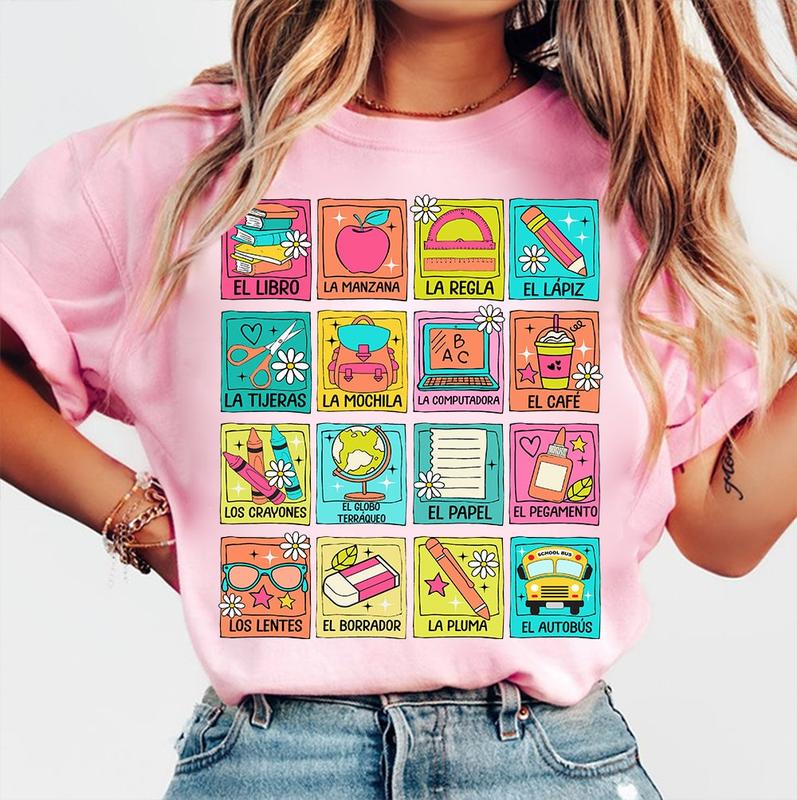 EL LIBRO
LA MANZANA
LA REGLA
EL LÁPIZ
LA TIJERAS
LA MOCHILA
B
A C
LA COMPUTADORA
EL CAFÉ
LOS CRAYONES
EL GLOBO
TERRÁQUEO
EL PAPEL
EL PEGAMENTO
LOS LENTES
EL BORRADOR
LA PLUMA
SCHOOL BUS
EL AUTOBÚS